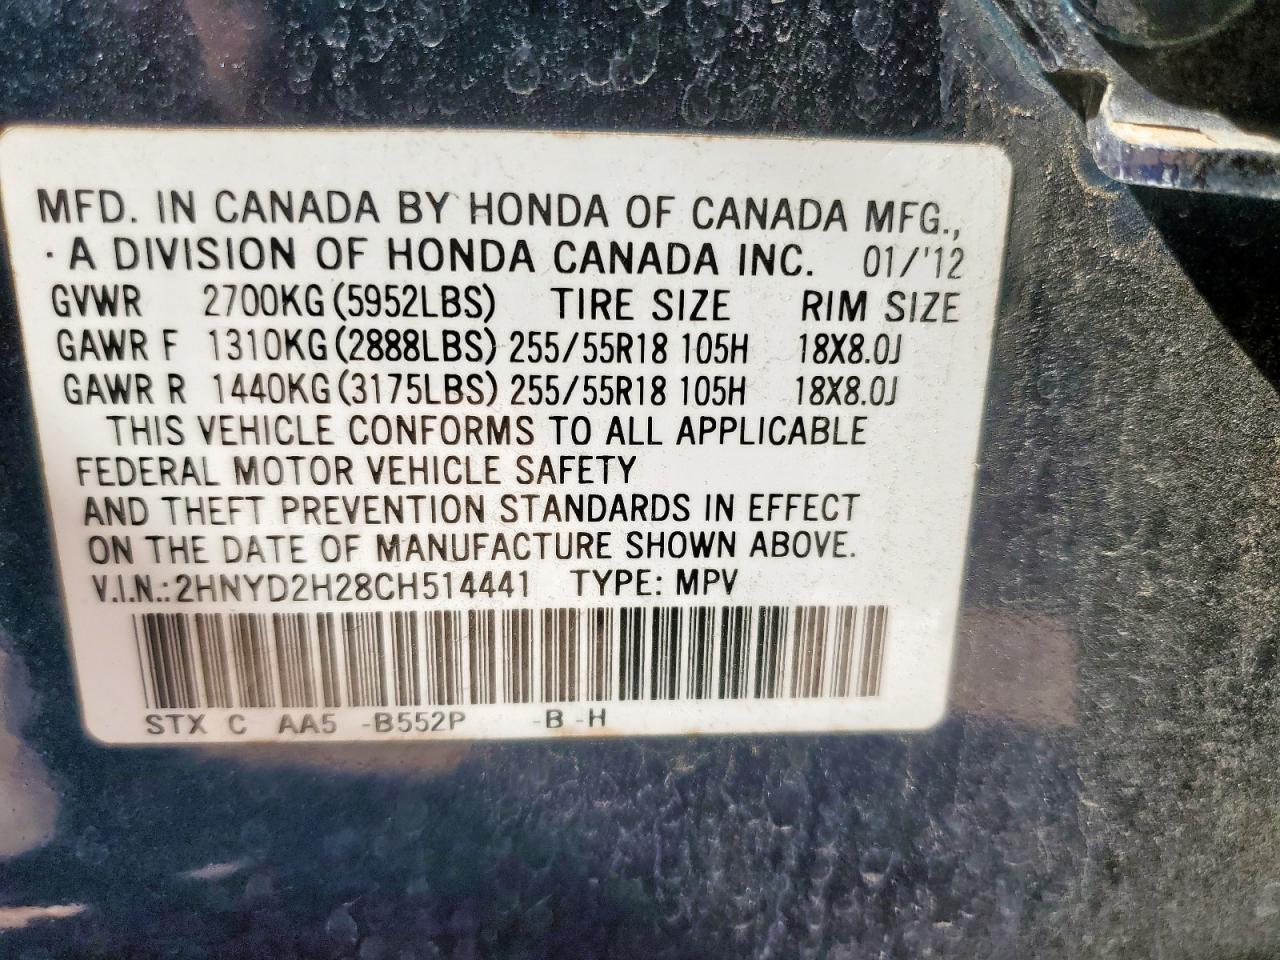 MFD. IN CANADA BY HONDA OF CANADA MFG.,
· A DIVISION OF HONDA CANADA INC. 01/'12
GVWR 2700KG(5952LBS) TIRE SIZE RIM SIZE
GAWR F 1310KG(2888LBS) 255/55R18 105H 18X8.0J
GAWR R 1440KG(3175LBS) 255/55R18 105H 18X8.0J
THIS VEHICLE CONFORMS TO ALL APPLICABLE
FEDERAL MOTOR VEHICLE SAFETY
AND THEFT PREVENTION STANDARDS IN EFFECT
ON THE DATE OF MANUFACTURE SHOWN ABOVE.
V.I.N.:2HNYD2H28CH514441 TYPE: MPV
STX C AA5 -B552P -B -H